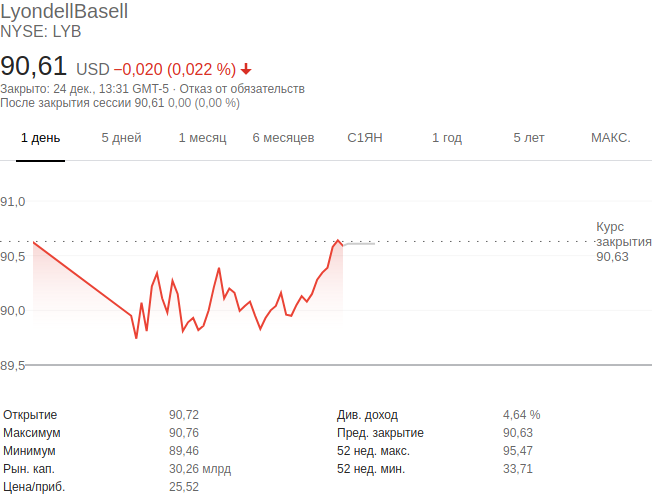 LyondellBasell
NYSE: LYB
90,61 USD −0,020 (0,022 %)
Закрыто: 24 дек., 13:31 GMT-5 · Отказ от обязательств
После закрытия сессии 90,61 0,00 (0,00 %)
1 день 5 дней 1 месяц 6 месяцев С1ЯН 1 год 5 лет МАКС.
91,0
Курс
закрытия
90,5
90,63
90,0
89,5
Открытие 90,72 Див. доход 4,64 %
Максимум 90,76 Пред. закрытие 90,63
Минимум 89,46 52 нед. макс. 95,47
Рын. кап. 30,26 млрд 52 нед. мин. 33,71
Цена/приб. 25,52